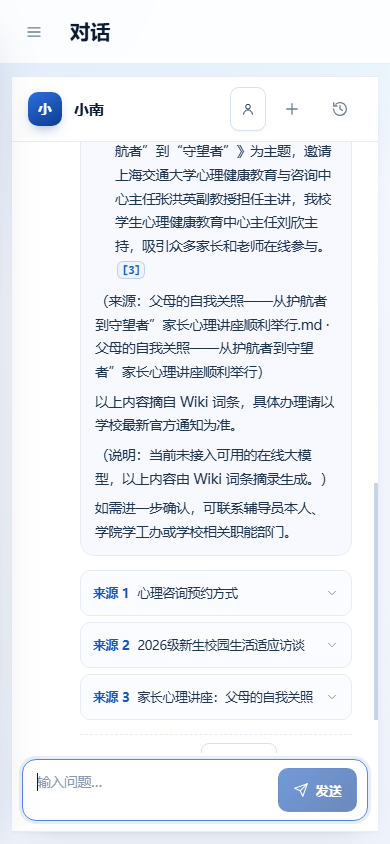 对话
小 小南
航者”到“守望者”》为主题，邀请
上海交通大学心理健康教育与咨询中
心主任张洪英副教授担任主讲，我校
学生心理健康教育中心主任刘欣主
持，吸引众多家长和老师在线参与。
[3]
（来源：父母的自我关照——从护航者
到守望者”家长心理讲座顺利举行.md ·
父母的自我关照——从护航者到守望
者”家长心理讲座顺利举行）
以上内容摘自 Wiki 词条，具体办理请以
学校最新官方通知为准。
（说明：当前未接入可用的在线大模
型，以上内容由 Wiki 词条摘录生成。）
如需进一步确认，可联系辅导员本人、
学院学工办或学校相关职能部门。
来源 1 心理咨询预约方式
来源 2 2026级新生校园生活适应访谈
来源 3 家长心理讲座：父母的自我关照
输入问题...
发送